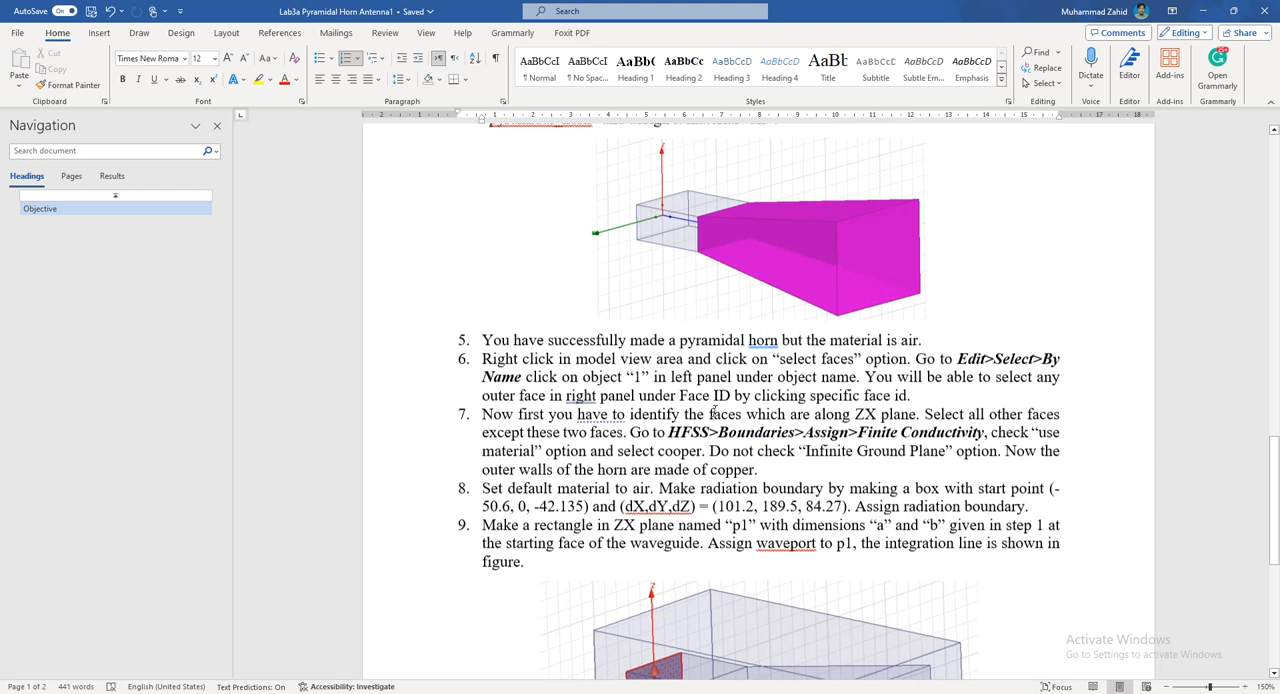 AutoSave On Lab3a Pyramidal Horn Antenna1 • Saved Search Muhammad Zahid
File Home Insert Draw Design Layout References Mailings Review View Help Grammarly Foxit PDF Comments Editing Share
Paste Cut Copy Format Painter Clipboard
Times New Roma 12 Font
Paragraph
AaBbCcI AaBbCcI AaBb( AaBbC AaBbCcD AaBbCcD AaBb AaBbCcC AaBbCcD AaBbCcD
¶ Normal ¶ No Spac... Heading 1 Heading 2 Heading 3 Heading 4 Title Subtitle Subtle Em... Emphasis
Styles
Find Replace Select Editing
Dictate Voice
Editor Editor
Add-ins Add-ins
Open Grammarly Grammarly
Navigation
Search document
Headings Pages Results
Objective
5. You have successfully made a pyramidal horn but the material is air.
6. Right click in model view area and click on “select faces” option. Go to Edit>Select>By
Name click on object “1” in left panel under object name. You will be able to select any
outer face in right panel under Face ID by clicking specific face id.
7. Now first you have to identify the faces which are along ZX plane. Select all other faces
except these two faces. Go to HFSS>Boundaries>Assign>Finite Conductivity, check “use
material” option and select cooper. Do not check “Infinite Ground Plane” option. Now the
outer walls of the horn are made of copper.
8. Set default material to air. Make radiation boundary by making a box with start point (-
50.6, 0, -42.135) and (dX,dY,dZ) = (101.2, 189.5, 84.27). Assign radiation boundary.
9. Make a rectangle in ZX plane named “p1” with dimensions “a” and “b” given in step 1 at
the starting face of the waveguide. Assign waveport to p1, the integration line is shown in
figure.
Z
Activate Windows
Go to Settings to activate Windows.
Page 1 of 2 441 words English (United States) Text Predictions: On Accessibility: Investigate Focus 150%